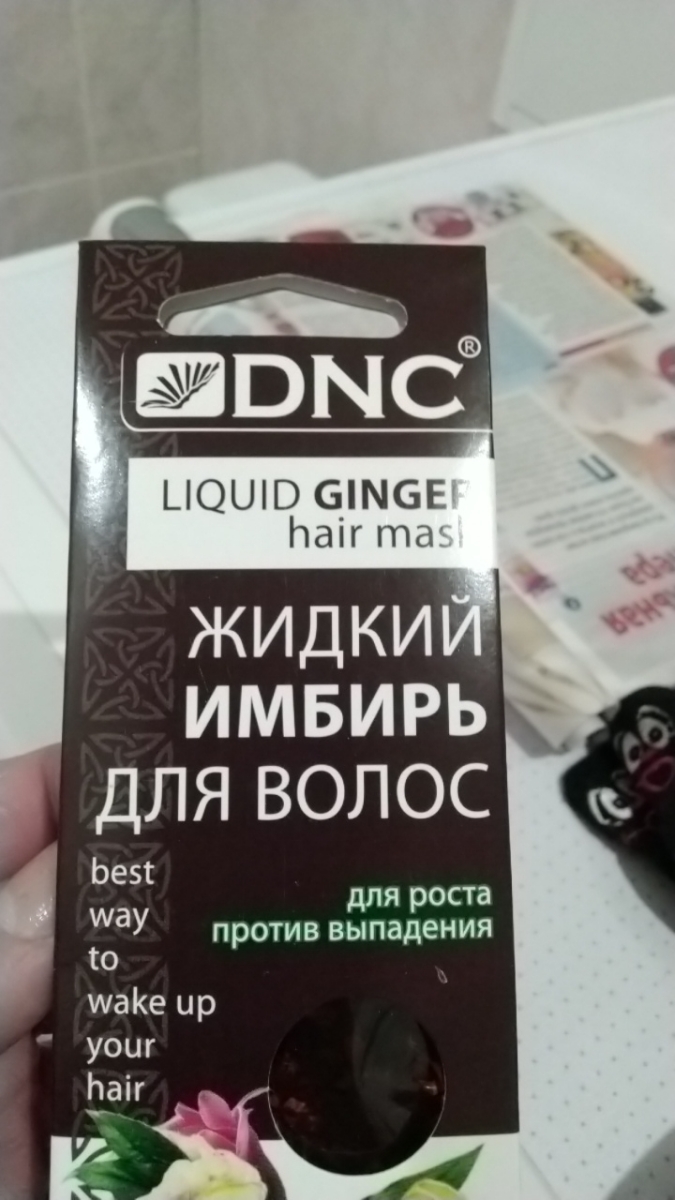 DNC®
LIQUID GINGER
hair mask
ЖИДКИЙ
ИМБИРЬ
ДЛЯ ВОЛОС
best
way
to
wake up
your
hair
для роста
против выпадения